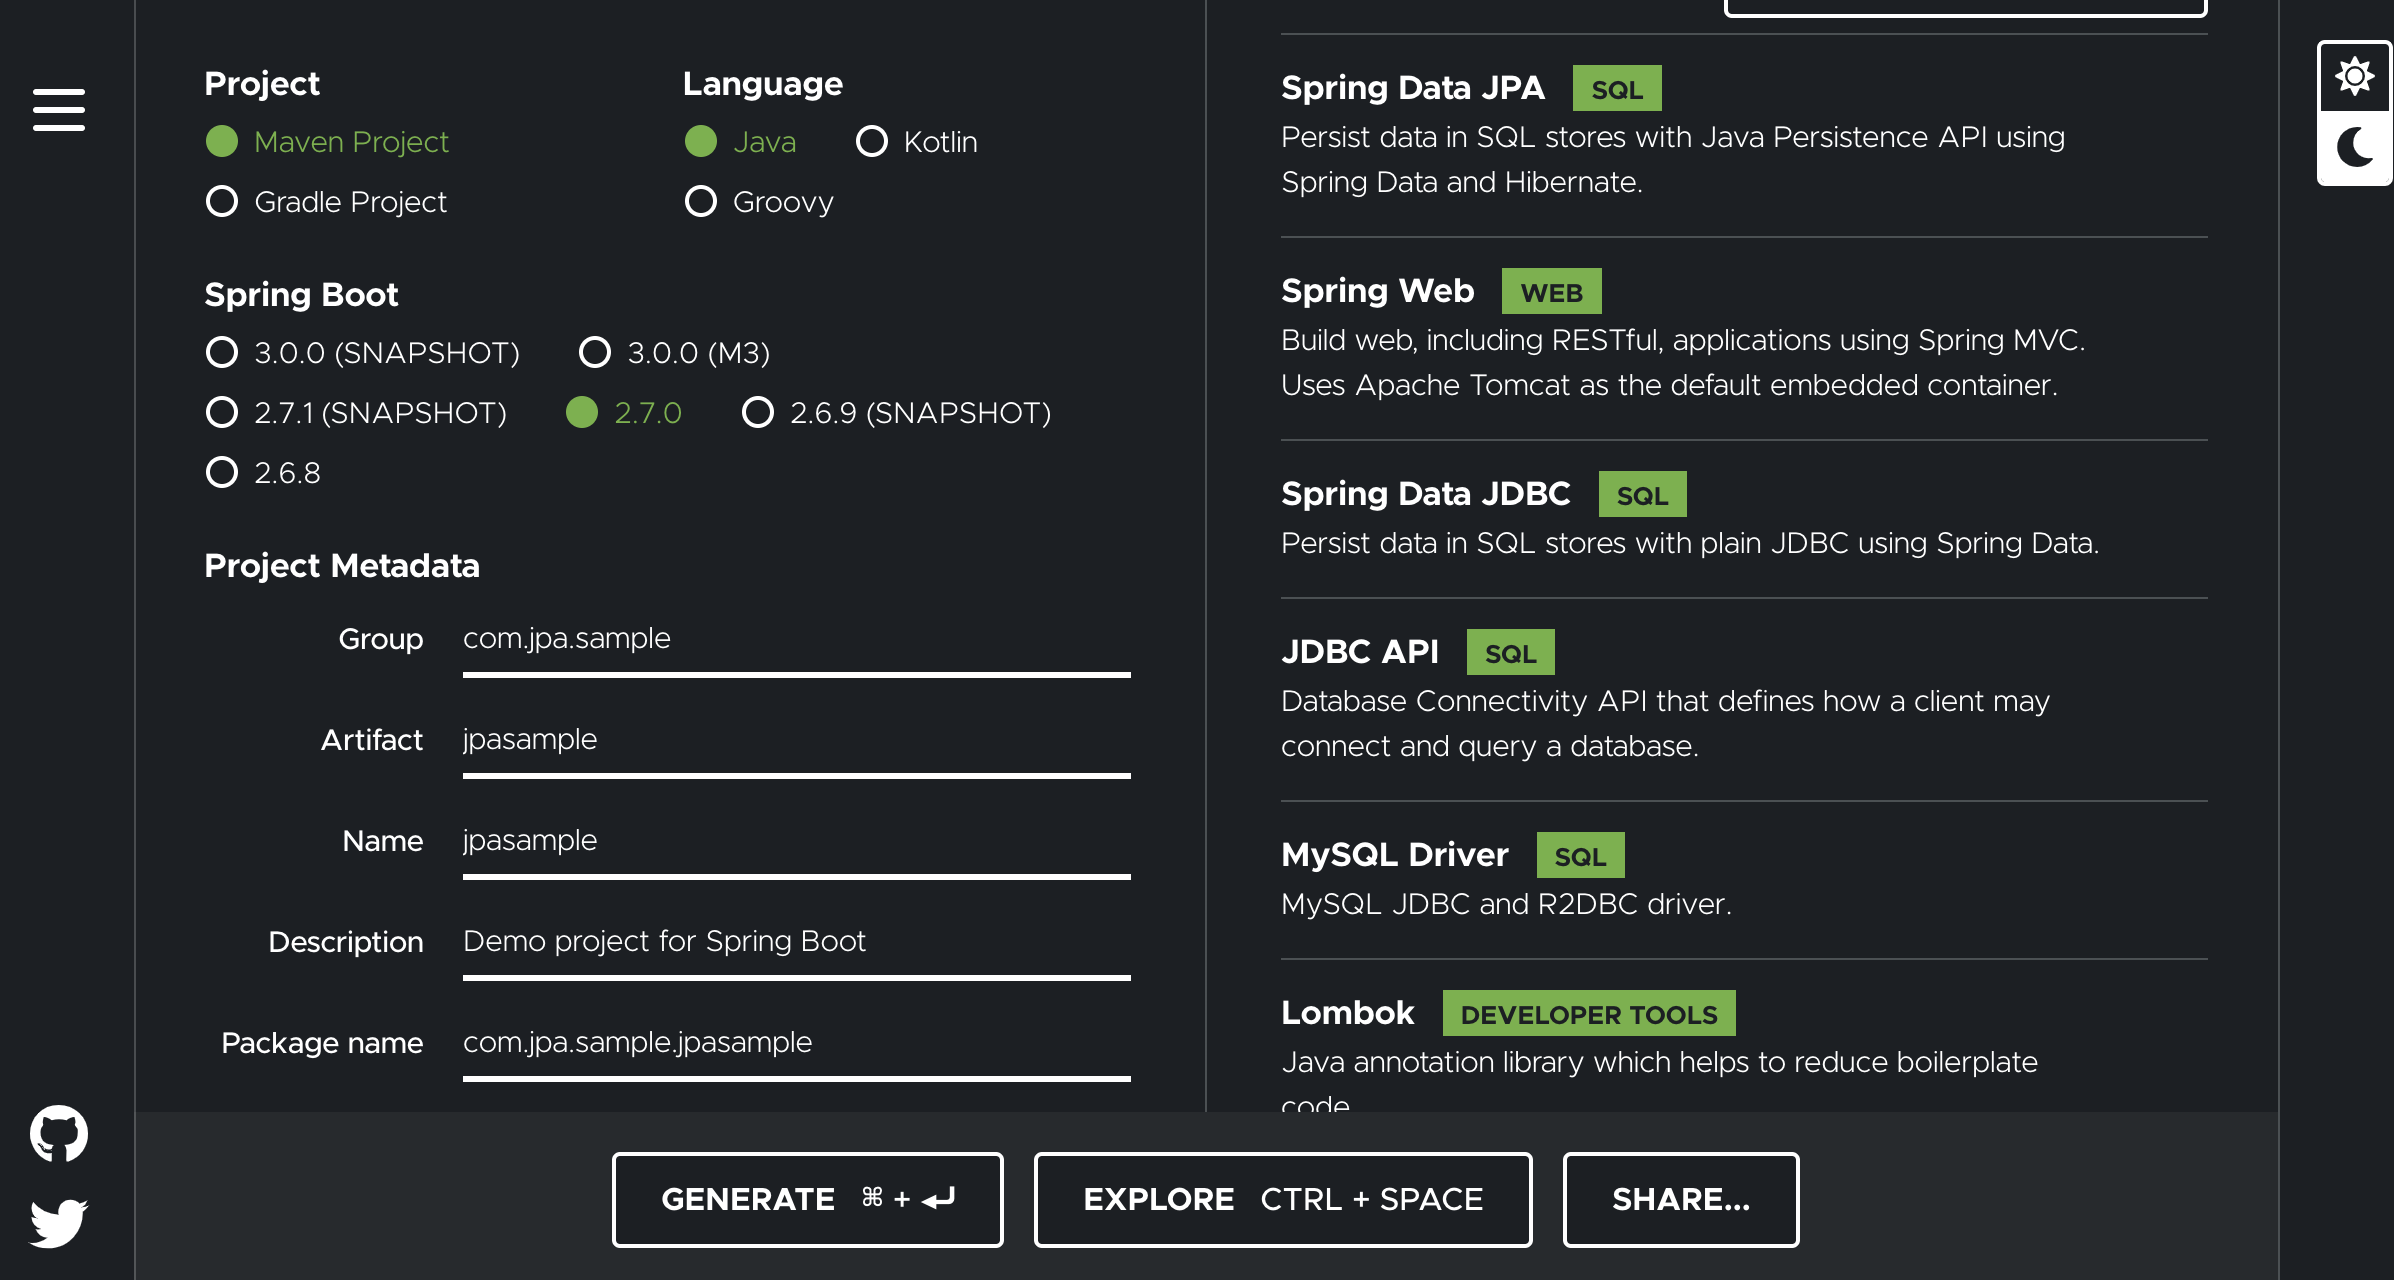 Project
Maven Project
Gradle Project
Language
Java Kotlin
Groovy
Spring Boot
3.0.0 (SNAPSHOT) 3.0.0 (M3)
2.7.1 (SNAPSHOT) 2.7.0 2.6.9 (SNAPSHOT)
2.6.8
Project Metadata
Group com.jpa.sample
Artifact jpasample
Name jpasample
Description Demo project for Spring Boot
Package name com.jpa.sample.jpasample
Spring Data JPA SQL
Persist data in SQL stores with Java Persistence API using
Spring Data and Hibernate.
Spring Web WEB
Build web, including RESTful, applications using Spring MVC.
Uses Apache Tomcat as the default embedded container.
Spring Data JDBC SQL
Persist data in SQL stores with plain JDBC using Spring Data.
JDBC API SQL
Database Connectivity API that defines how a client may
connect and query a database.
MySQL Driver SQL
MySQL JDBC and R2DBC driver.
Lombok DEVELOPER TOOLS
Java annotation library which helps to reduce boilerplate
code.
GENERATE ⌘ + ↵
EXPLORE CTRL + SPACE
SHARE...